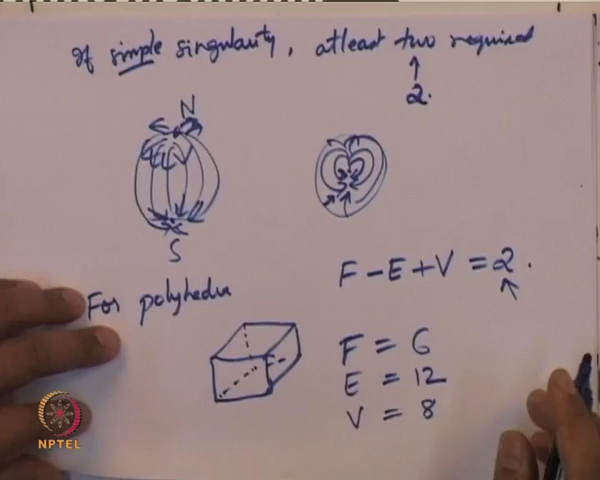 If simple singularity, atleast two required
2.
N
S
F - E + V = 2.
For polyhedra
F = 6
E = 12
V = 8
NPTEL